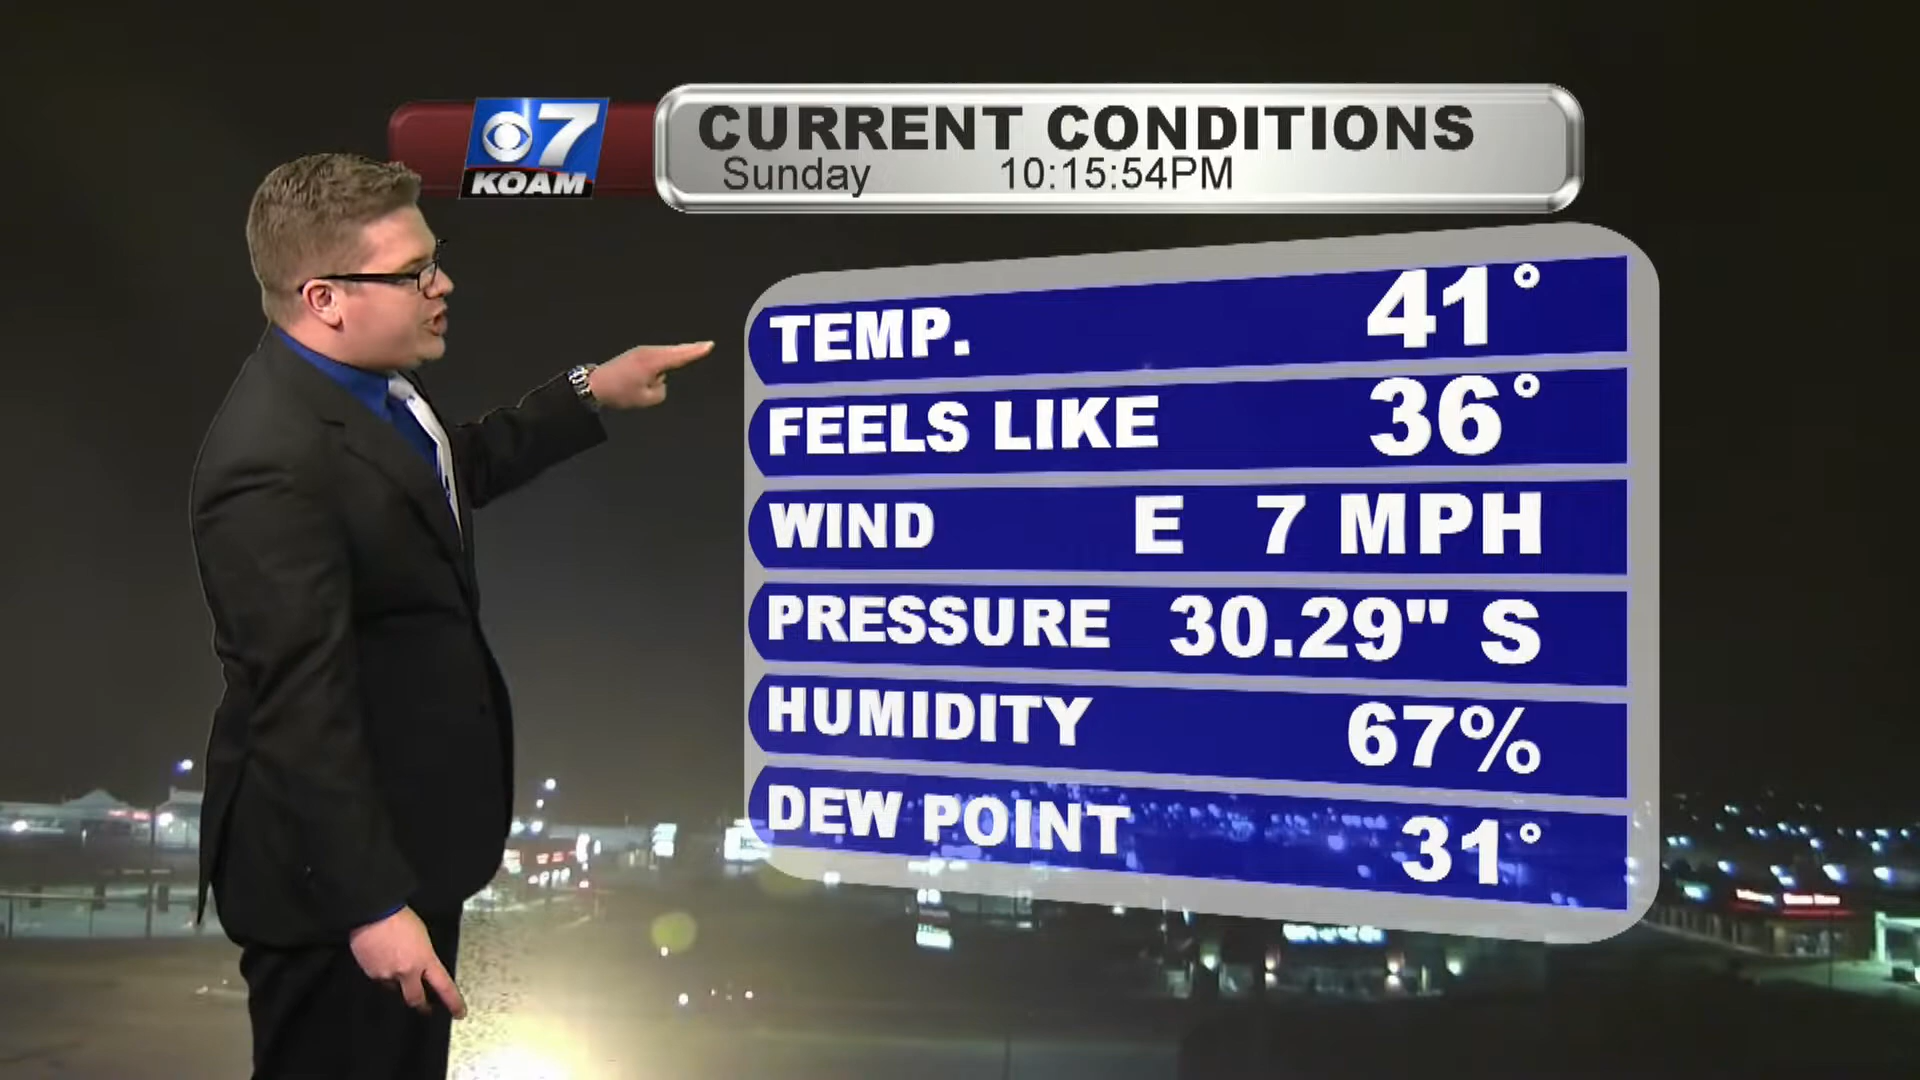 7
KOAM
CURRENT CONDITIONS
Sunday 10:15:54PM
TEMP. 41°
FEELS LIKE 36°
WIND E 7 MPH
PRESSURE 30.29" S
HUMIDITY 67%
DEW POINT 31°